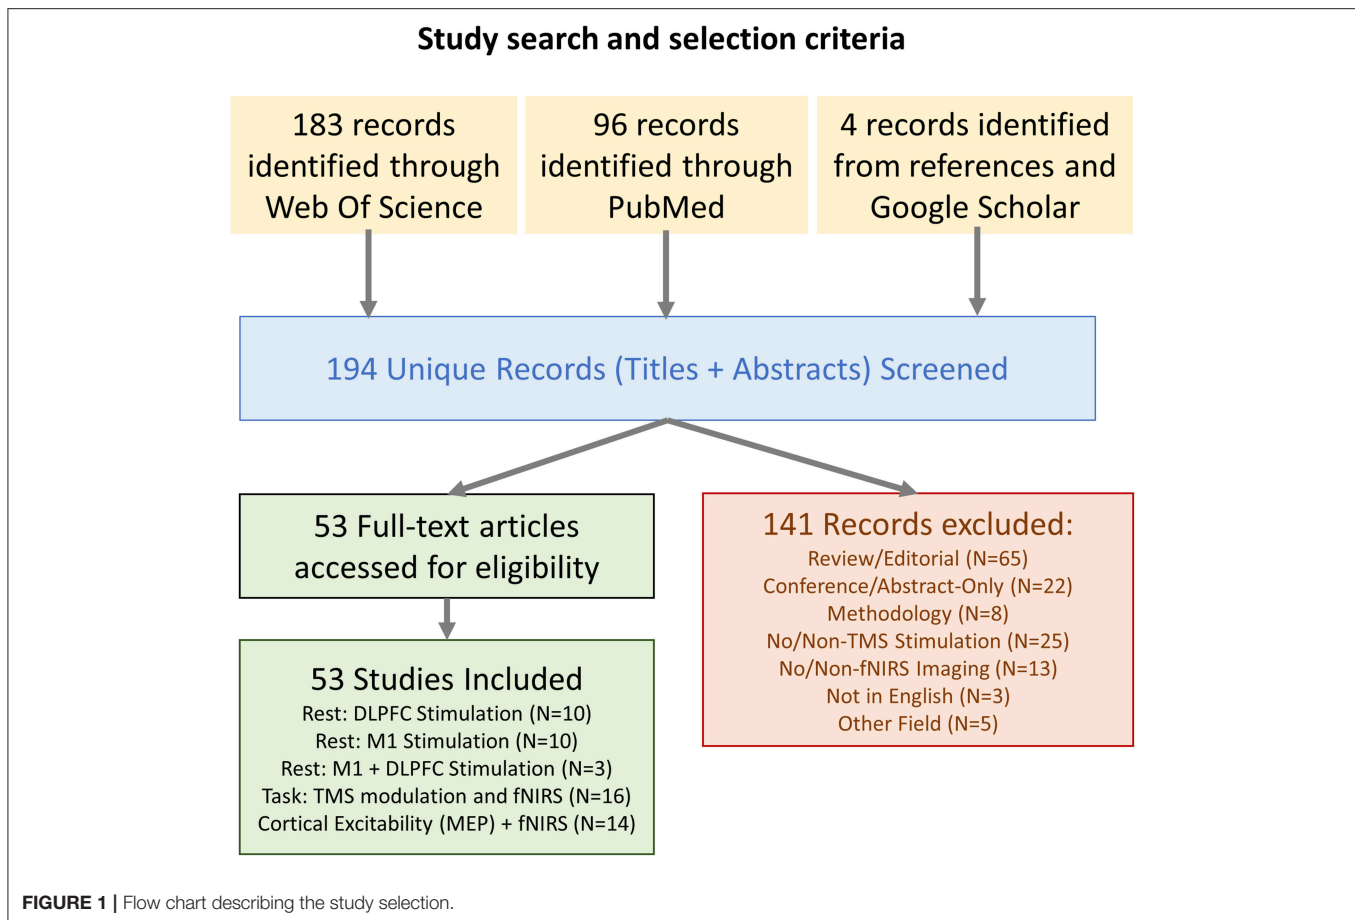 Study search and selection criteria
183 records
identified through
Web Of Science
96 records
identified through
PubMed
4 records identified
from references and
Google Scholar
194 Unique Records (Titles + Abstracts) Screened
53 Full-text articles
accessed for eligibility
141 Records excluded:
Review/Editorial (N=65)
Conference/Abstract-Only (N=22)
Methodology (N=8)
No/Non-TMS Stimulation (N=25)
No/Non-fNIRS Imaging (N=13)
Not in English (N=3)
Other Field (N=5)
53 Studies Included
Rest: DLPFC Stimulation (N=10)
Rest: M1 Stimulation (N=10)
Rest: M1 + DLPFC Stimulation (N=3)
Task: TMS modulation and fNIRS (N=16)
Cortical Excitability (MEP) + fNIRS (N=14)
FIGURE 1 | Flow chart describing the study selection.